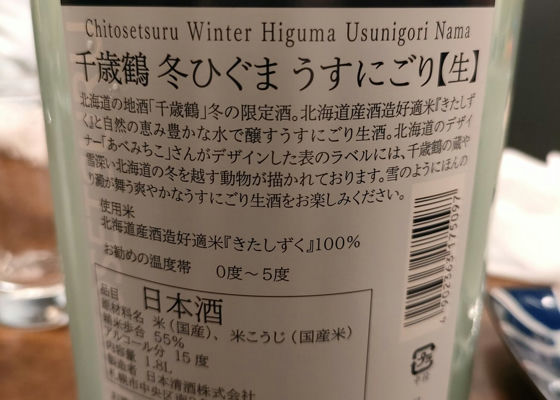 Chitosetsuru Winter Higuma Usunigori Nama
千歳鶴 冬ひぐま うすにごり【生】
北海道の地酒「千歳鶴」冬の限定酒。北海道産酒造好適米『きたしず
く』と自然の恵み豊かな水で醸すうすにごり生酒。北海道のデザイ
ナー「あべみちこ」さんがデザインした表のラベルには、千歳鶴の蔵や
雪深い北海道の冬を越す動物が描かれております。雪のようにほんの
り澱が舞う爽やかなうすにごり生酒をお楽しみください。
使用米
北海道産酒造好適米『きたしずく』100%
お勧めの温度帯 0度～5度
品目 日本酒
原材料名 米（国産）、米こうじ（国産米）
精米歩合 55%
アルコール分 15度
内容量 1.8L
製造者 日本清酒株式会社
札幌市中央区南
4902363175097